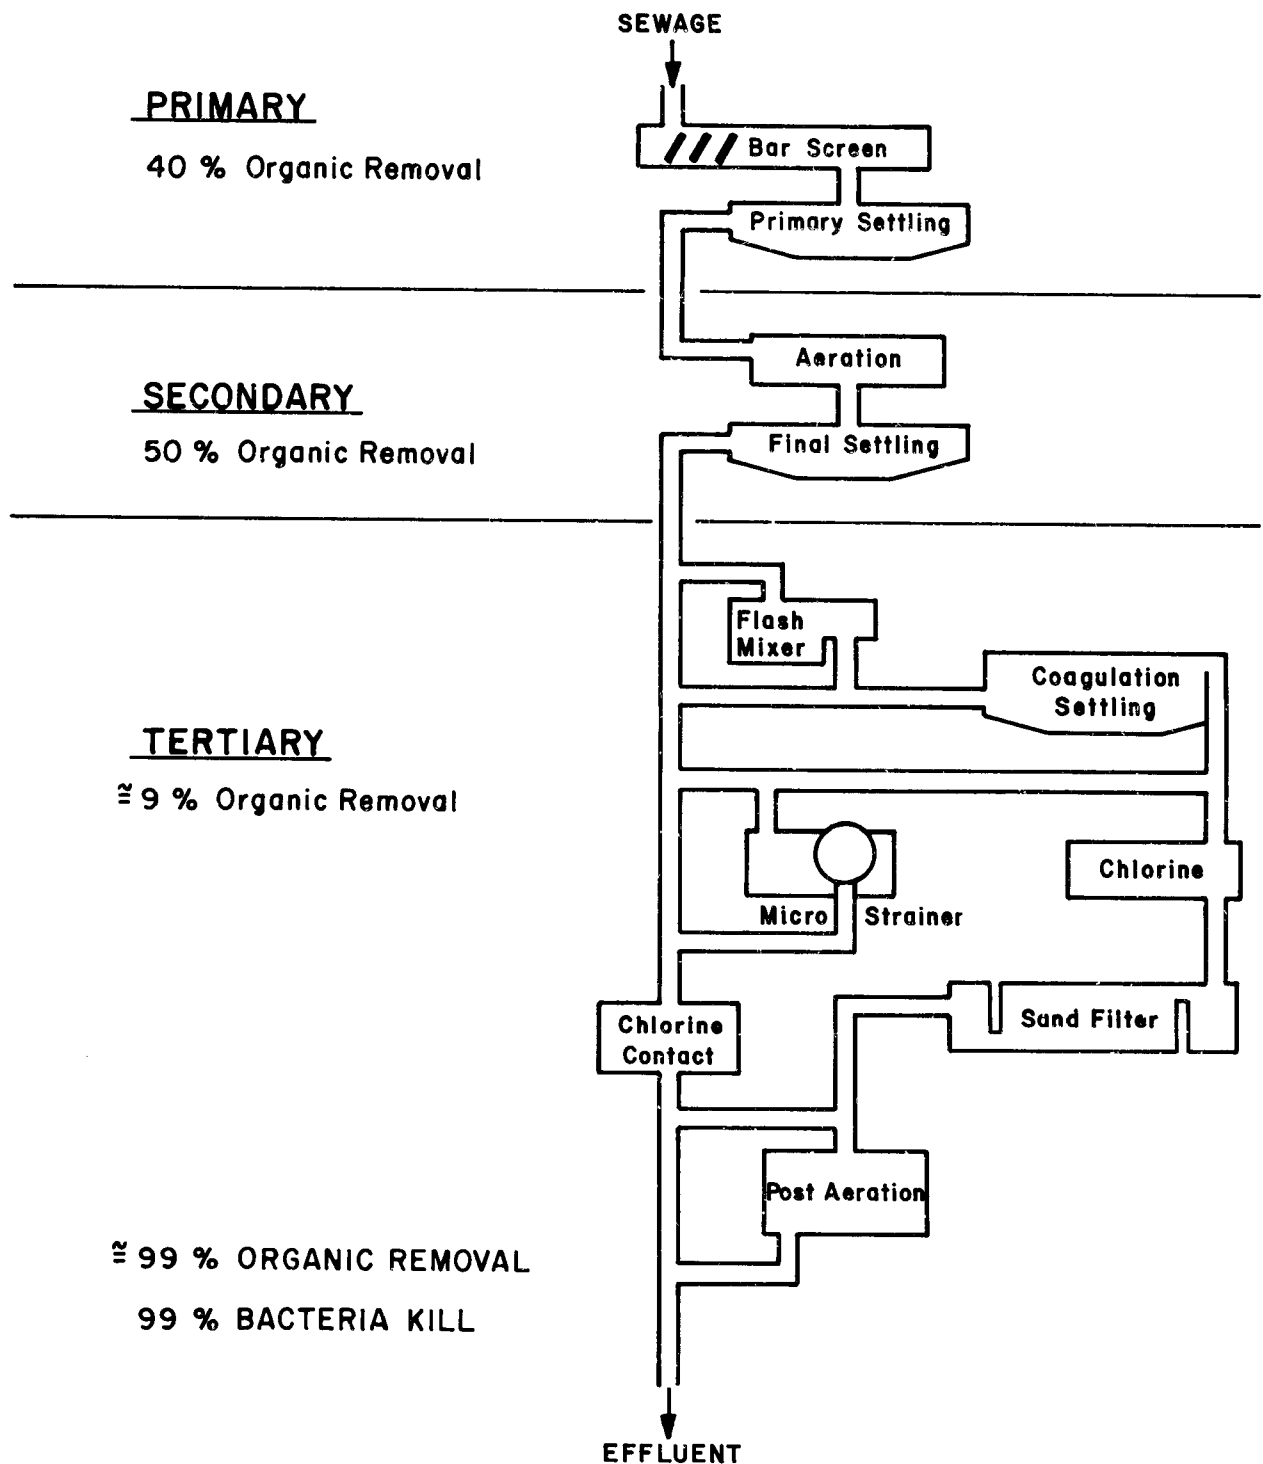 SEWAGE
PRIMARY
40 % Organic Removal
Bar Screen
Primary Settling
Aeration
SECONDARY
50 % Organic Removal
Final Settling
Flash
Mixer
Coagulation
Settling
TERTIARY
≅ 9 % Organic Removal
Chlorine
Micro Strainer
Chlorine
Contact
Sand Filter
Post Aeration
≅ 99 % ORGANIC REMOVAL
99 % BACTERIA KILL
EFFLUENT